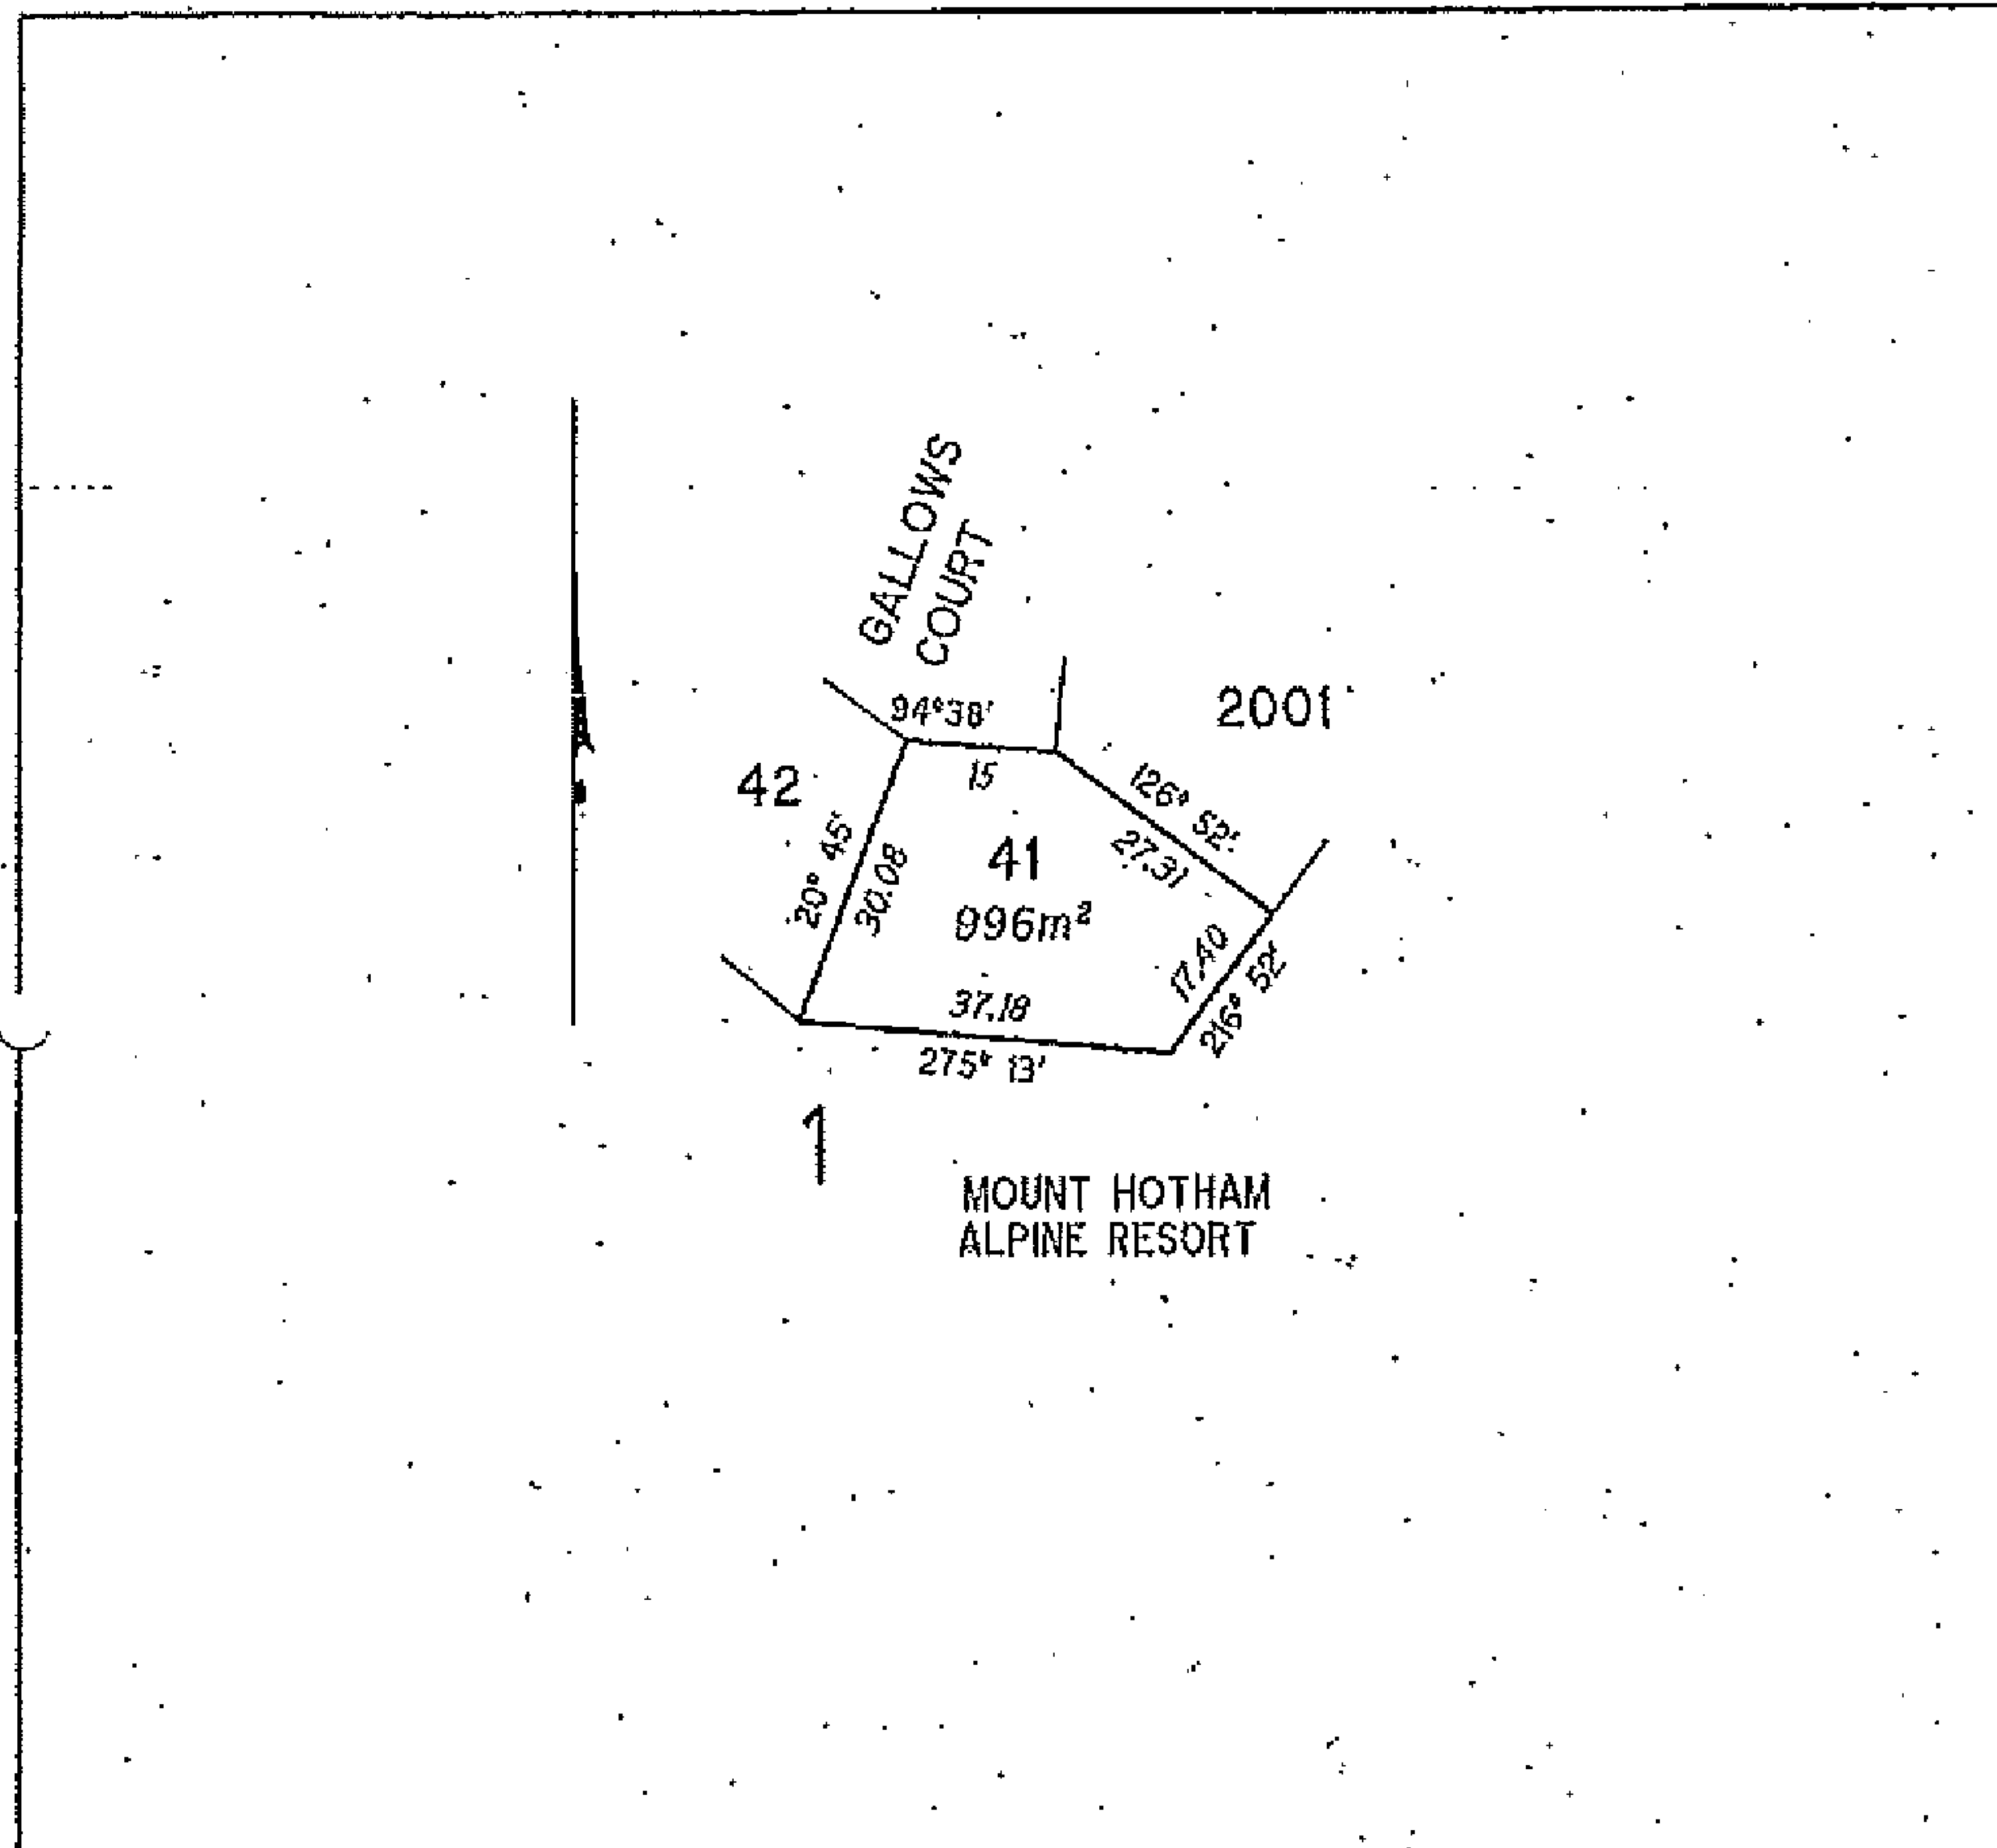 GALLOWS
COURT
94°38'
15
2001
42
126° 52'
27.31
20° 45'
30.08
41
996m²
17.40
216° 52'
37.18
275° 13'
1
MOUNT HOTHAM
ALPINE RESORT